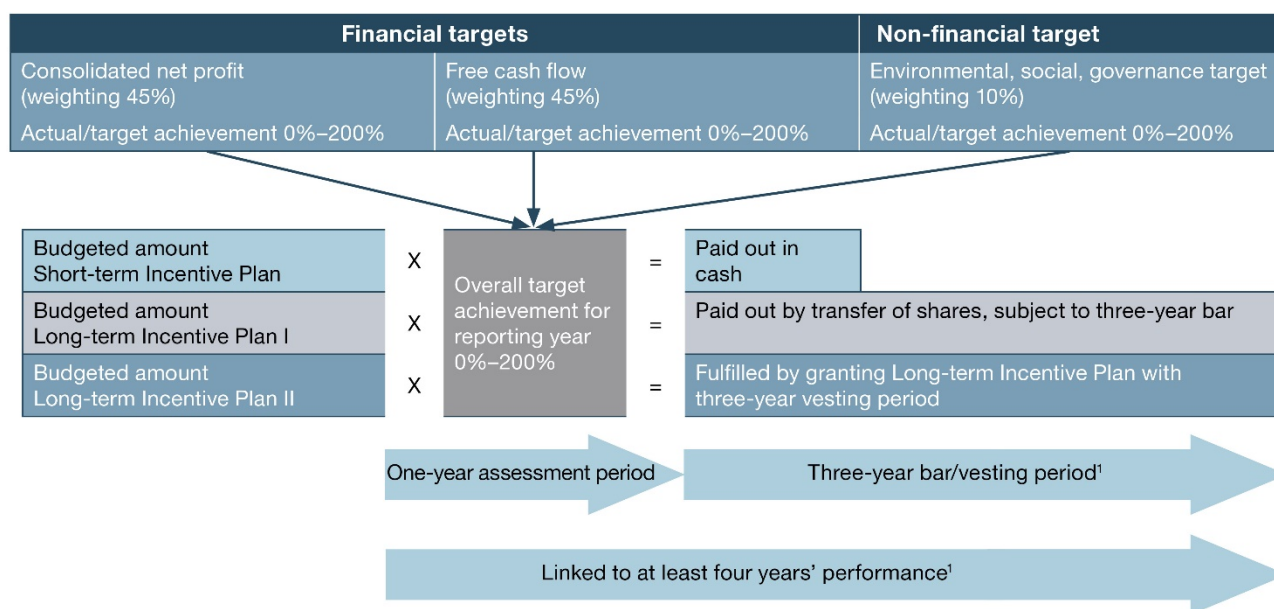 Financial targets
Non-financial target
Consolidated net profit
(weighting 45%)
Actual/target achievement 0%–200%
Free cash flow
(weighting 45%)
Actual/target achievement 0%–200%
Environmental, social, governance target
(weighting 10%)
Actual/target achievement 0%–200%
Budgeted amount
Short-term Incentive Plan
X
Overall target
achievement for
reporting year
0%–200%
=
Paid out in
cash
Budgeted amount
Long-term Incentive Plan I
X
=
Paid out by transfer of shares, subject to three-year bar
Budgeted amount
Long-term Incentive Plan II
X
=
Fulfilled by granting Long-term Incentive Plan with
three-year vesting period
One-year assessment period
Three-year bar/vesting period¹
Linked to at least four years’ performance¹